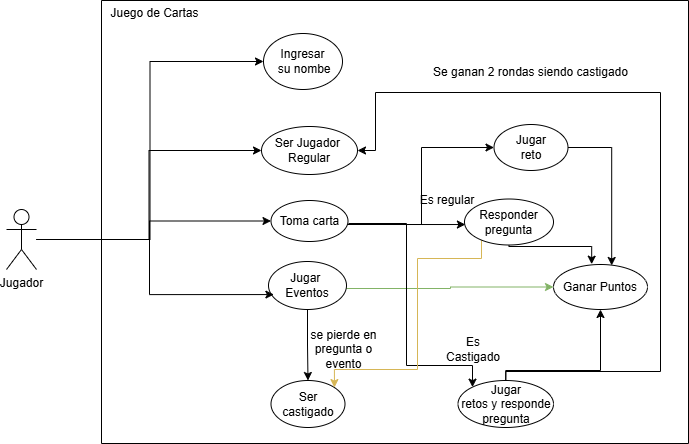 Juego de Cartas
Ingresar
su nombre
Se ganan 2 rondas siendo castigado
Ser Jugador
Regular
Jugar
reto
Es regular
Toma carta
Responder
pregunta
Jugador
Jugar
Eventos
Ganar Puntos
se pierde en
pregunta o
evento
Es
Castigado
Ser
castigado
Jugar
retos y responde
pregunta